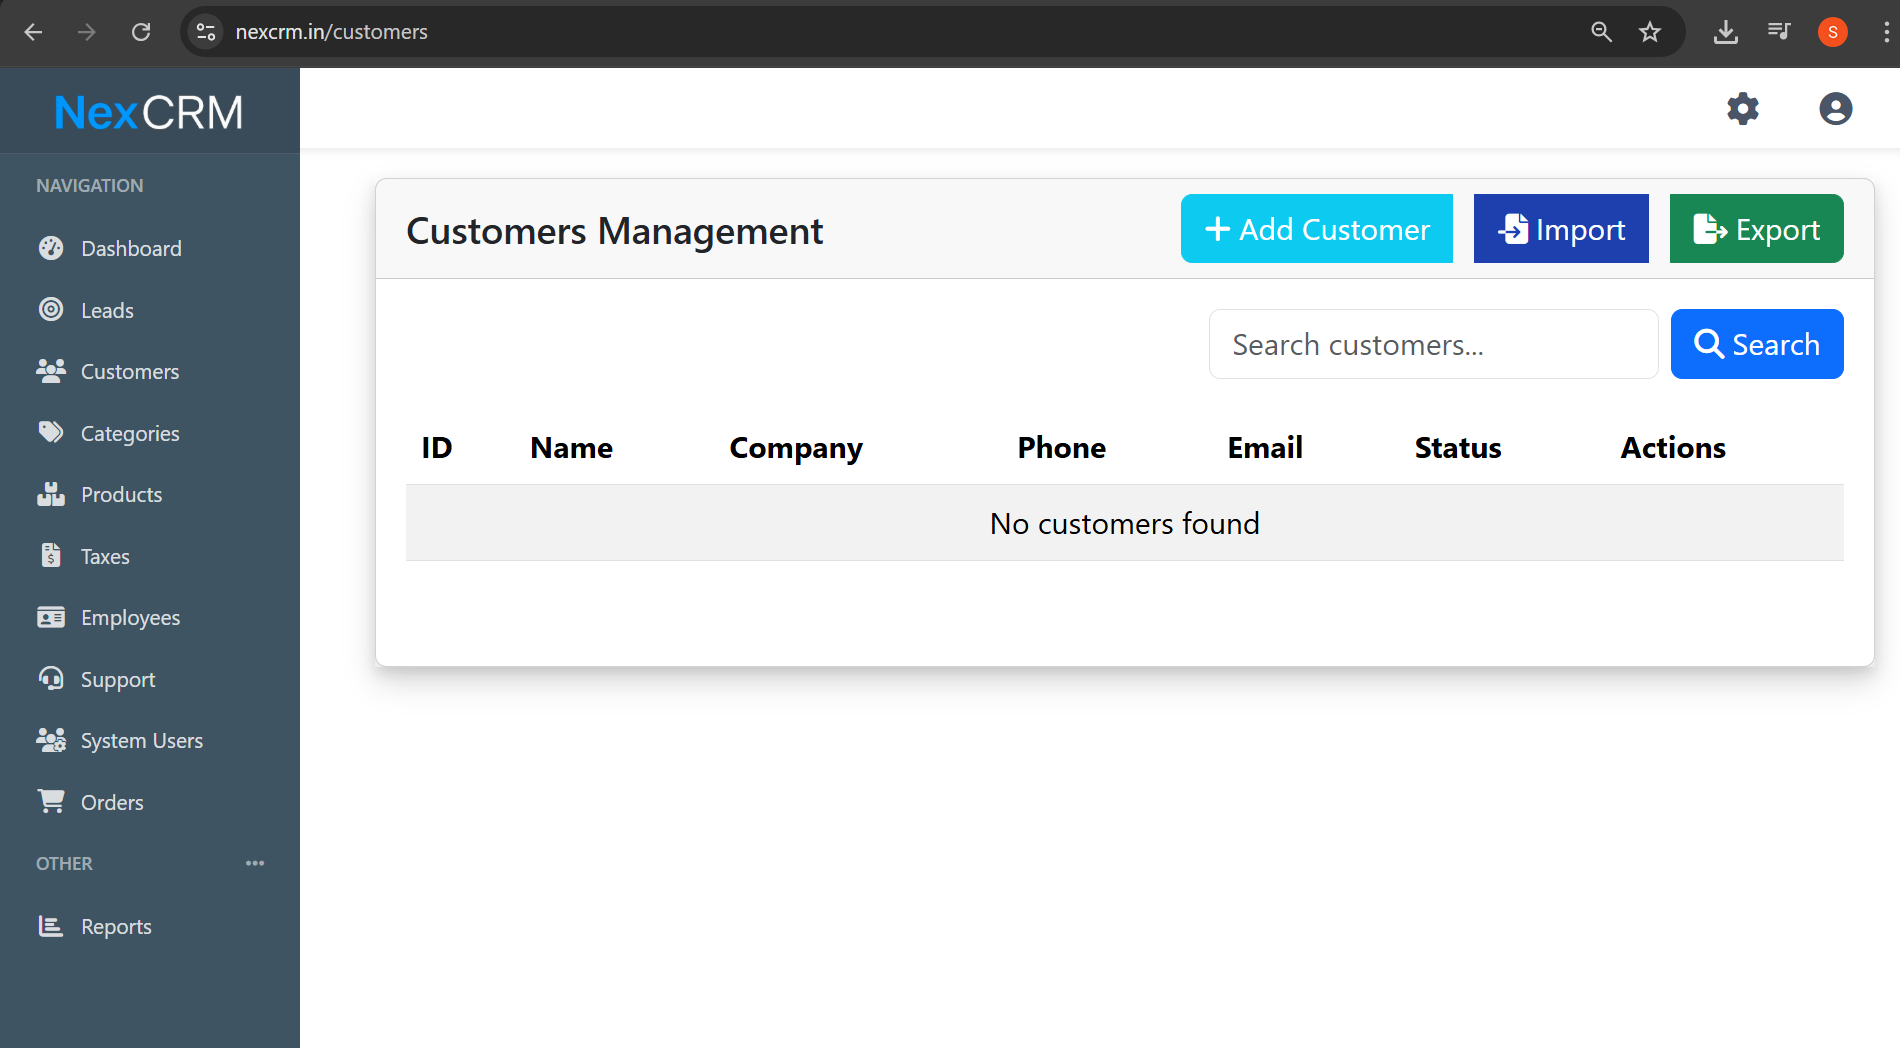 nexcrm.in/customers
S
NexCRM
NAVIGATION
Dashboard
Leads
Customers
Categories
Products
Taxes
Employees
Support
System Users
Orders
OTHER
Reports
Customers Management
Add Customer
Import
Export
Search customers...
Search
ID Name Company Phone Email Status Actions
No customers found